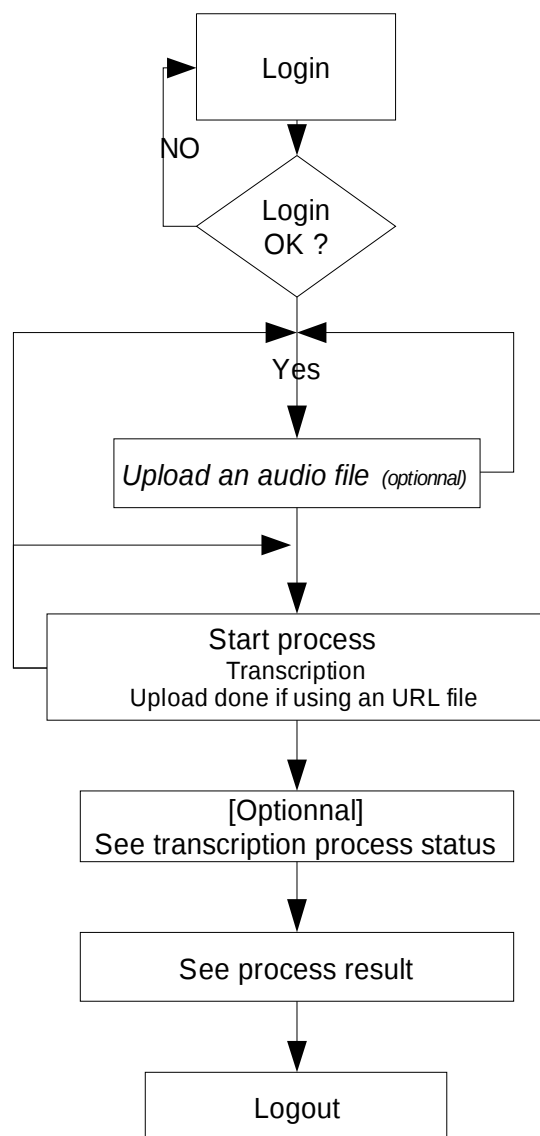 Login
NO
Login
OK ?
Yes
Upload an audio file (optionnal)
Start process
Transcription
Upload done if using an URL file
[Optionnal]
See transcription process status
See process result
Logout